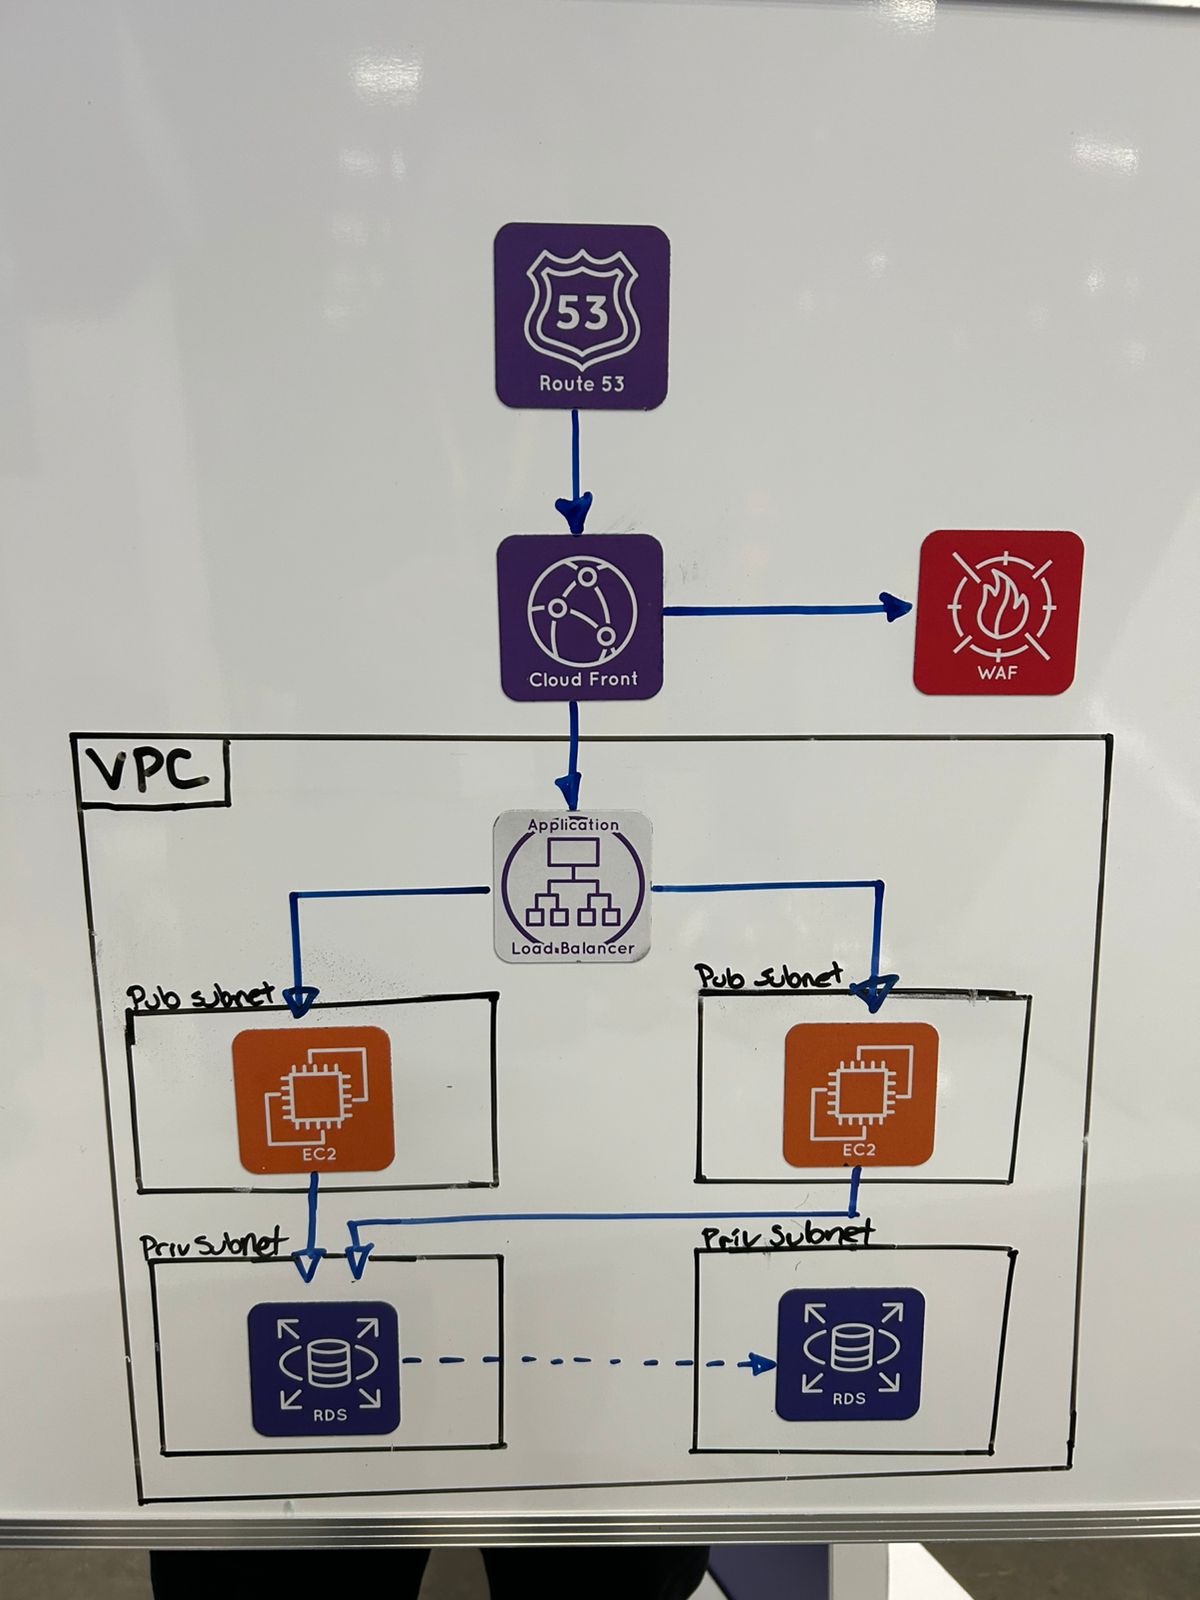 53
Route 53
Cloud Front
WAF
VPC
Application
Load Balancer
Pub subnet
Pub subnet
EC2
EC2
Priv Subnet
Priv Subnet
RDS
RDS